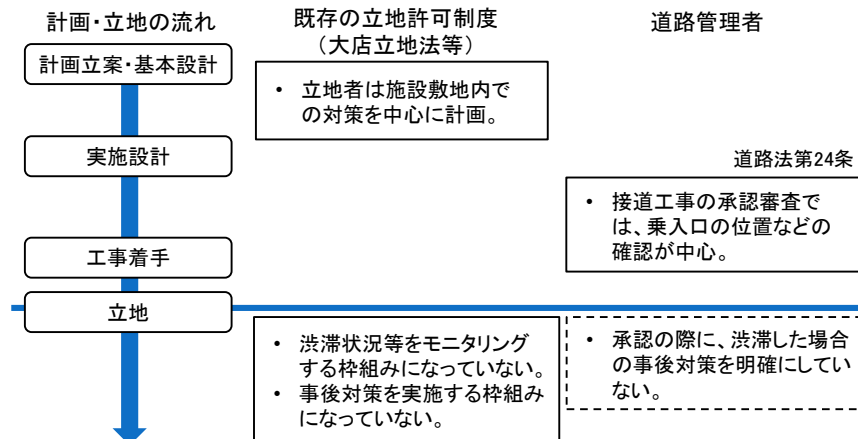 計画・立地の流れ
計画立案・基本設計
実施設計
工事着手
立地
既存の立地許可制度
（大店立地法等）
• 立地者は施設敷地内で
の対策を中心に計画。
• 渋滞状況等をモニタリング
する枠組みになっていない。
• 事後対策を実施する枠組み
になっていない。
道路管理者
道路法第24条
• 接道工事の承認審査で
は、乗入口の位置などの
確認が中心。
• 承認の際に、渋滞した場合
の事後対策を明確にしてい
ない。